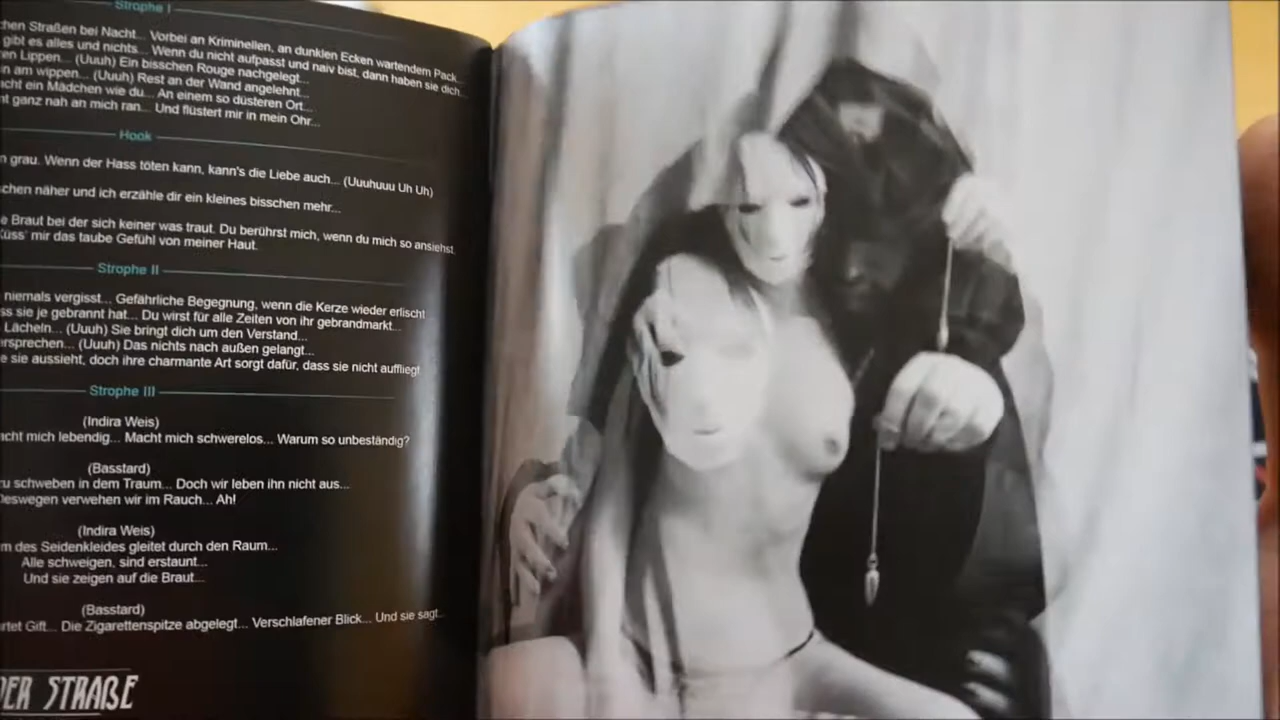 Strophe I
chen Straßen bei Nacht... Vorbei an Kriminellen, an dunklen Ecken wartendem Pack...
gibt es alles und nichts... Wenn du nicht aufpasst und naiv bist, dann haben sie dich...
en Lippen... (Uuuh) Ein bisschen Rouge nachgelegt...
n am wippen... (Uuuh) Rest an der Wand angelehnt...
cht ein Mädchen wie du... An einem so düsteren Ort...
nt ganz nah an mich ran... Und flüstert mir in mein Ohr...
Hook
n grau. Wenn der Hass töten kann, kann's die Liebe auch... (Uuuhuuu Uh Uh)
schen näher und ich erzähle dir ein kleines bisschen mehr...
e Braut bei der sich keiner was traut. Du berührst mich, wenn du mich so ansiehst.
Küss' mir das taube Gefühl von meiner Haut.
Strophe II
niemals vergisst... Gefährliche Begegnung, wenn die Kerze wieder erlischt
ss sie je gebrannt hat... Du wirst für alle Zeiten von ihr gebrandmarkt...
Lächeln... (Uuuh) Sie bringt dich um den Verstand...
ersprechen... (Uuuh) Das nichts nach außen gelangt...
e sie aussieht, doch ihre charmante Art sorgt dafür, dass sie nicht auffliegt
Strophe III
(Indira Weis)
acht mich lebendig... Macht mich schwerelos... Warum so unbeständig?
(Basstard)
zu schweben in dem Traum... Doch wir leben ihn nicht aus...
Deswegen verwehen wir im Rauch... Ah!
(Indira Weis)
m des Seidenkleides gleitet durch den Raum...
Alle schweigen, sind erstaunt...
Und sie zeigen auf die Braut...
(Basstard)
rtet Gift... Die Zigarettenspitze abgelegt... Verschlafener Blick... Und sie sagt...
DER STRAßE